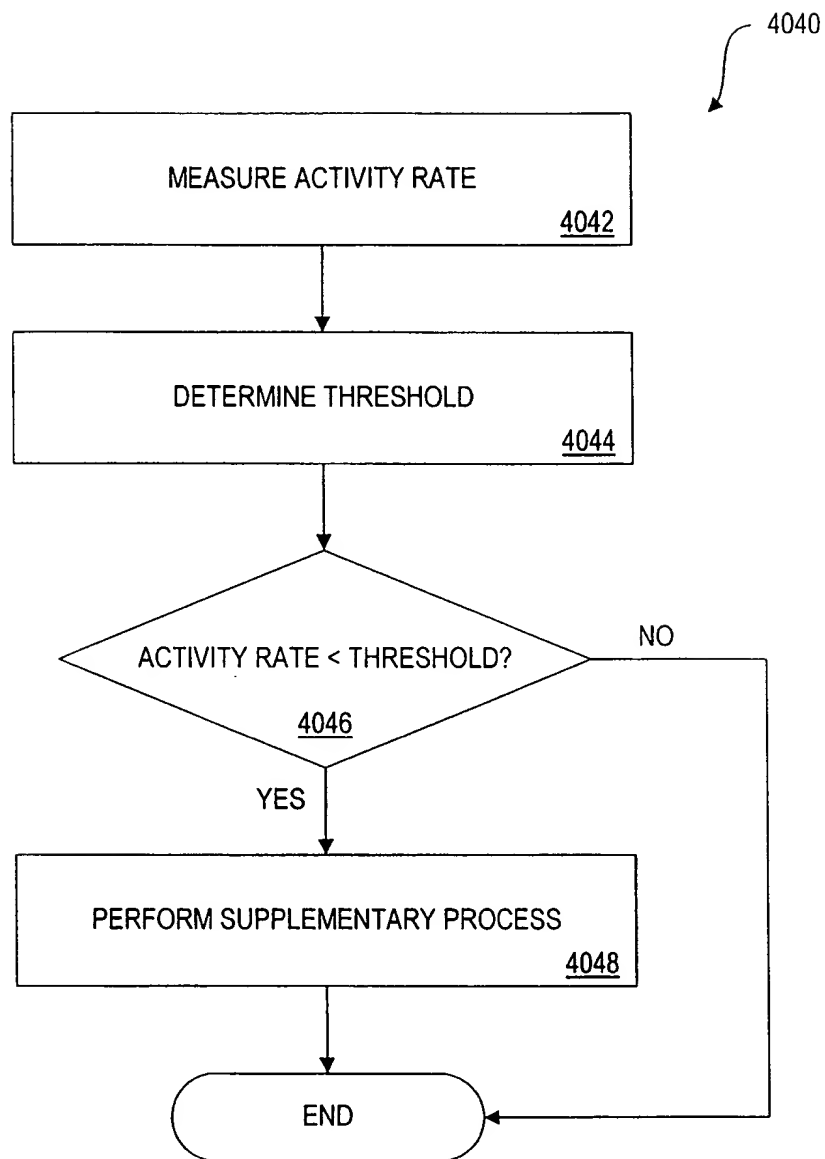 4040
MEASURE ACTIVITY RATE
4042
DETERMINE THRESHOLD
4044
ACTIVITY RATE < THRESHOLD?
4046
NO
YES
PERFORM SUPPLEMENTARY PROCESS
4048
END